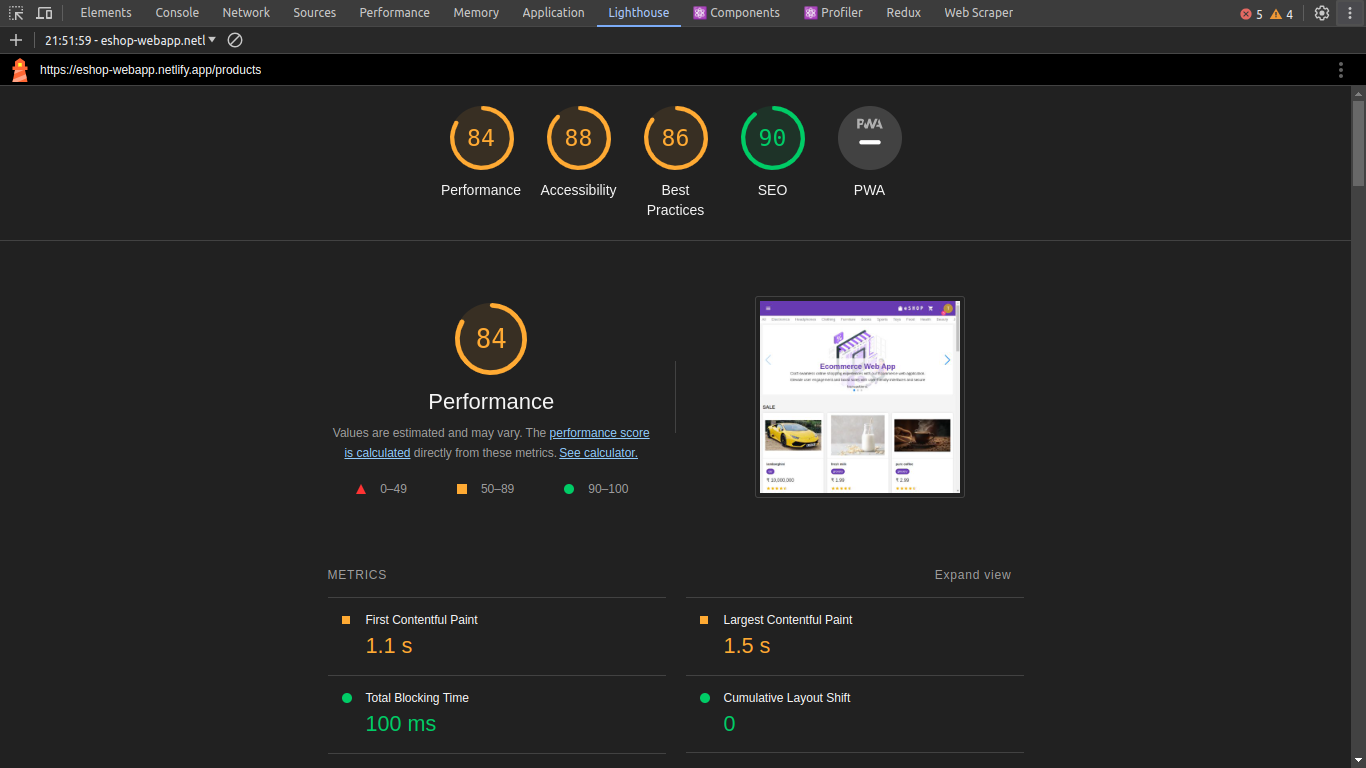 Elements Console Network Sources Performance Memory Application Lighthouse Components Profiler Redux Web Scraper 5 4
21:51:59 - eshop-webapp.netl
https://eshop-webapp.netlify.app/products
84 88 86 90 PWA
Performance Accessibility Best Practices SEO PWA
84
Performance
Values are estimated and may vary. The performance score
is calculated directly from these metrics. See calculator.
0–49 50–89 90–100
eSHOP
Ecommerce Web App
SALE
₹ 10,000,000 ₹ 1.99 ₹ 2.99
METRICS Expand view
First Contentful Paint Largest Contentful Paint
1.1 s 1.5 s
Total Blocking Time Cumulative Layout Shift
100 ms 0